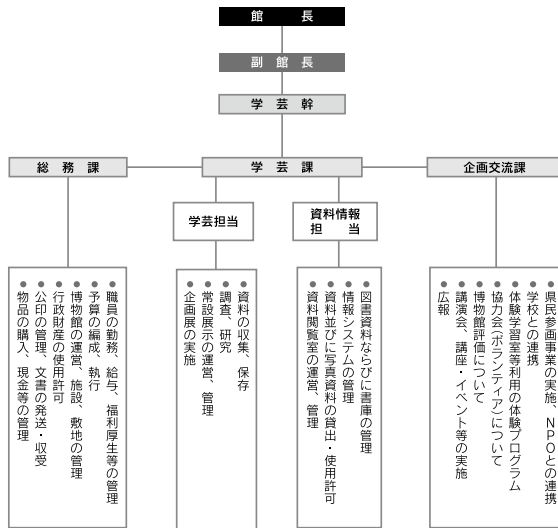 館　長
副　館　長
学　芸　幹
総　務　課
学　芸　課
企画交流課
学芸担当
資料情報
担　当
● 職員の勤務、給与、福利厚生等の管理
● 予算の編成、執行
● 博物館の運営、施設、敷地の管理
● 行政財産の使用許可
● 公印の管理、文書の発送・収受
● 物品の購入、現金等の管理
● 資料の収集、保存
● 調査、研究
● 常設展示の運営、管理
● 企画展の実施
● 図書資料ならびに書庫の管理
● 情報システムの管理
● 資料並びに写真資料の貸出・使用許可
● 資料閲覧室の運営、管理
● 県民参画事業の実施、ＮＰＯとの連携
● 学校との連携
● 体験学習室等利用の体験プログラム
● 協力会（ボランティア）について
● 博物館評価について
● 講演会、講座・イベント等の実施
● 広報